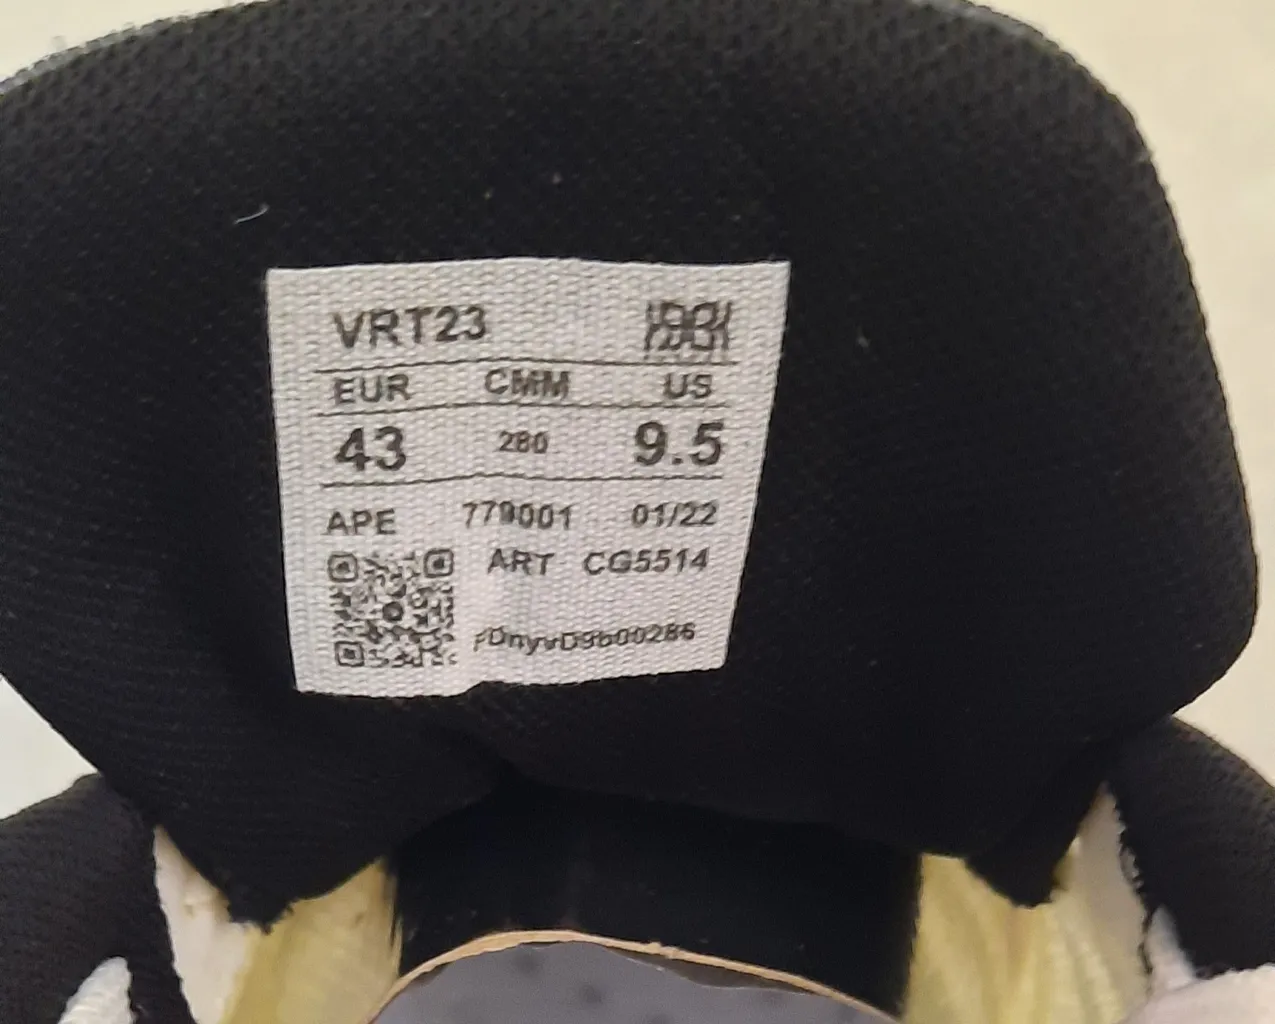 VRT23
EUR CMM US
43 280 9.5
APE 779001 01/22
ART CG5514